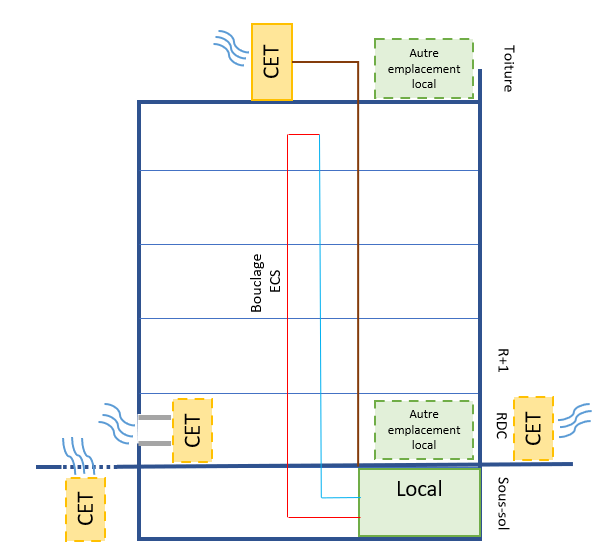 CET
Autre
emplacement
local
Toiture
Bouclage
ECS
R+1
CET
Autre
emplacement
local
RDC
CET
CET
Local
Sous-sol